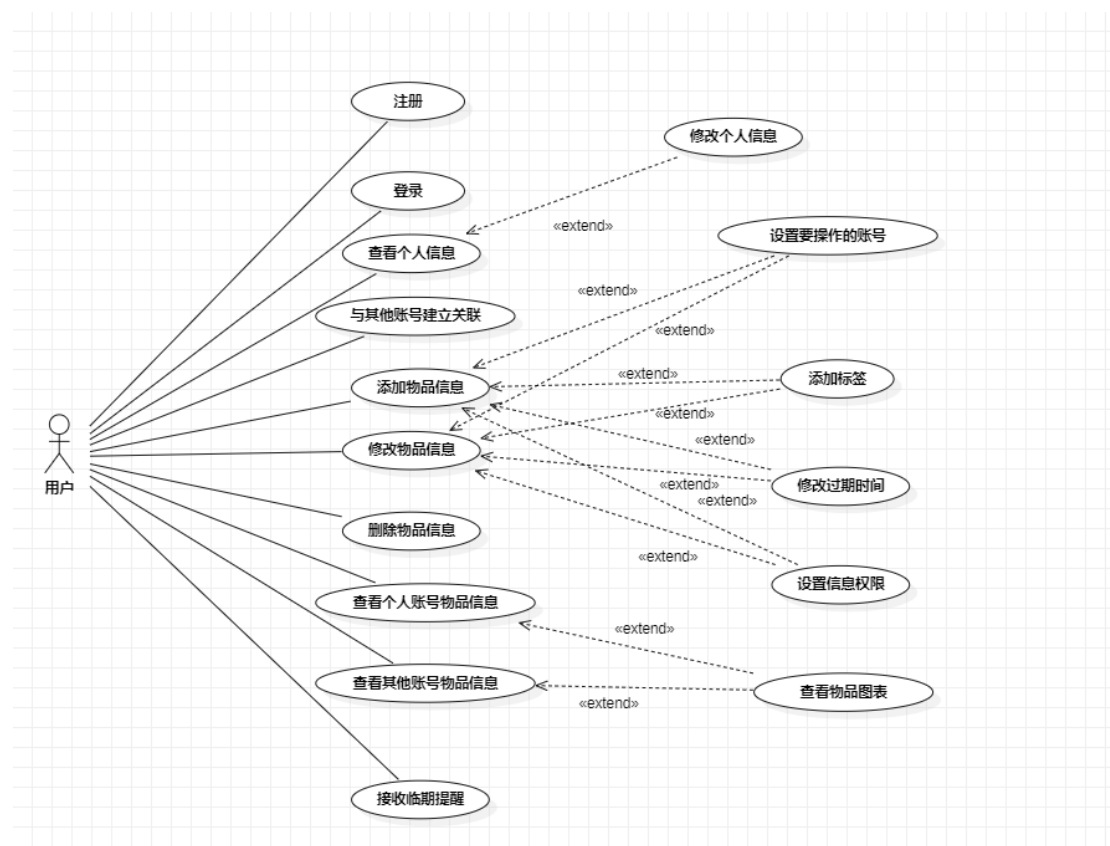 注册
修改个人信息
登录
«extend»
设置要操作的账号
查看个人信息
«extend»
与其他账号建立关联
«extend»
添加物品信息
«extend»
添加标签
«extend»
用户
修改物品信息
«extend»
«extend»
修改过期时间
«extend»
删除物品信息
«extend»
设置信息权限
查看个人账号物品信息
«extend»
查看其他账号物品信息
查看物品图表
«extend»
接收临期提醒